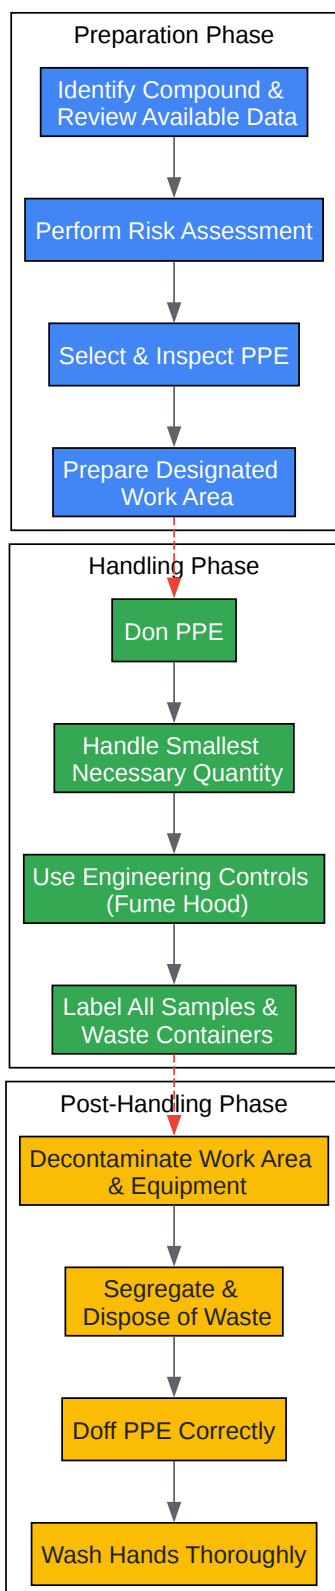 Preparation Phase
Identify Compound &
Review Available Data
Perform Risk Assessment
Select & Inspect PPE
Prepare Designated
Work Area
Handling Phase
Don PPE
Handle Smallest
Necessary Quantity
Use Engineering Controls
(Fume Hood)
Label All Samples &
Waste Containers
Post-Handling Phase
Decontaminate Work Area
& Equipment
Segregate &
Dispose of Waste
Doff PPE Correctly
Wash Hands Thoroughly